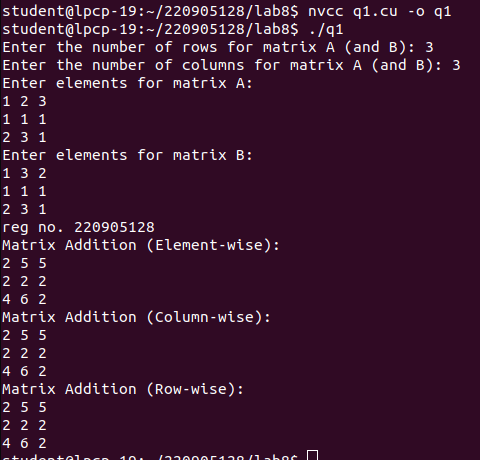 student@lpcp-19:~/220905128/lab8$ nvcc q1.cu -o q1
student@lpcp-19:~/220905128/lab8$ ./q1
Enter the number of rows for matrix A (and B): 3
Enter the number of columns for matrix A (and B): 3
Enter elements for matrix A:
1 2 3
1 1 1
2 3 1
Enter elements for matrix B:
1 3 2
1 1 1
2 3 1
reg no. 220905128
Matrix Addition (Element-wise):
2 5 5
2 2 2
4 6 2
Matrix Addition (Column-wise):
2 5 5
2 2 2
4 6 2
Matrix Addition (Row-wise):
2 5 5
2 2 2
4 6 2
student@lpcp-19:~/220905128/lab8$